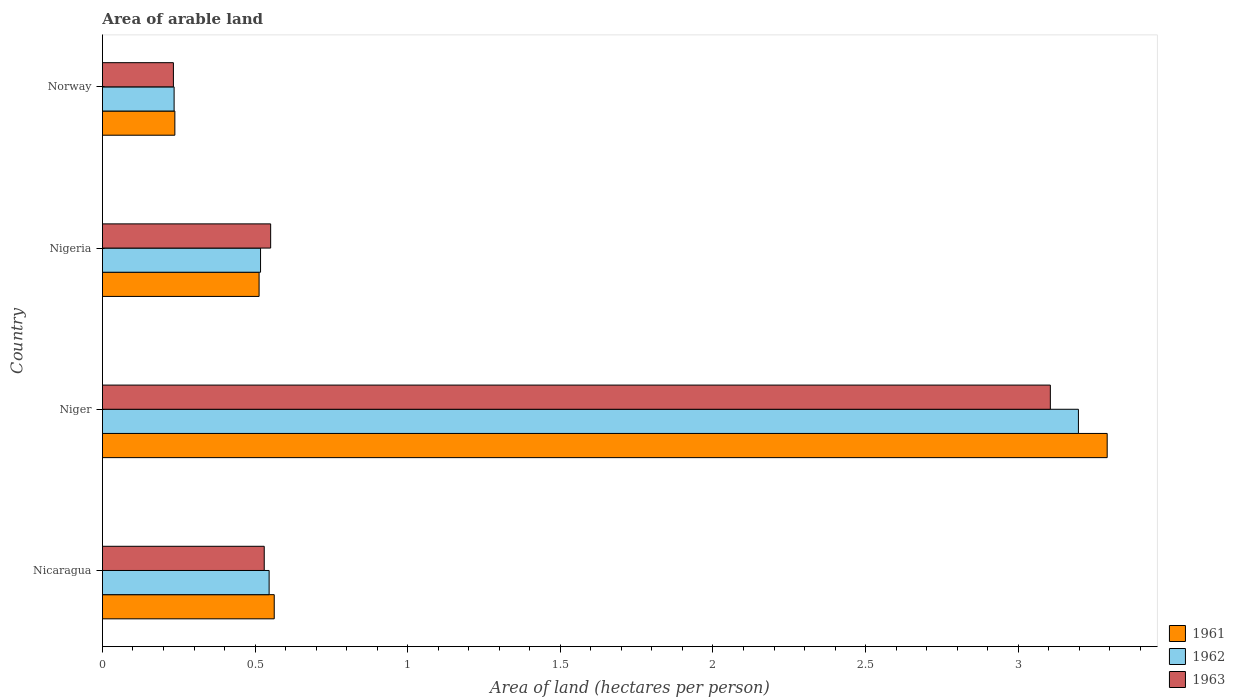 Area of arable land
Norway
Nigeria
Niger
Nicaragua
Country
0
0.5
1
1.5
2
2.5
3
Area of land (hectares per person)
1961
1962
1963